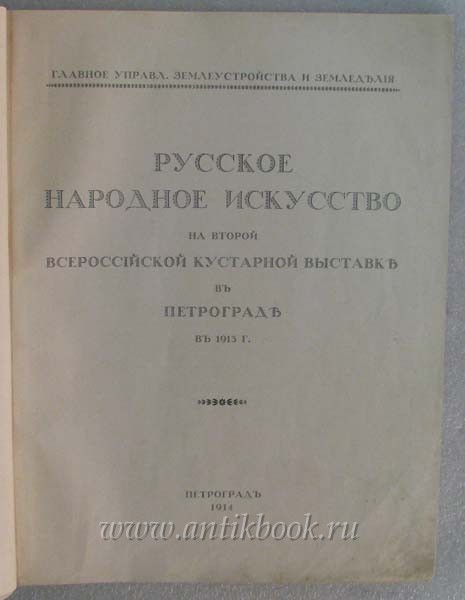 ГЛАВНОЕ УПРАВЛ. ЗЕМЛЕУСТРОЙСТВА И ЗЕМЛЕДѢЛІЯ
РУССКОЕ
НАРОДНОЕ ИСКУССТВО
НА ВТОРОЙ
ВСЕРОССІЙСКОЙ КУСТАРНОЙ ВЫСТАВКѢ
ВЪ
ПЕТРОГРАДѢ
ВЪ 1913 Г.
ПЕТРОГРАДЪ
1914
www.antikbook.ru